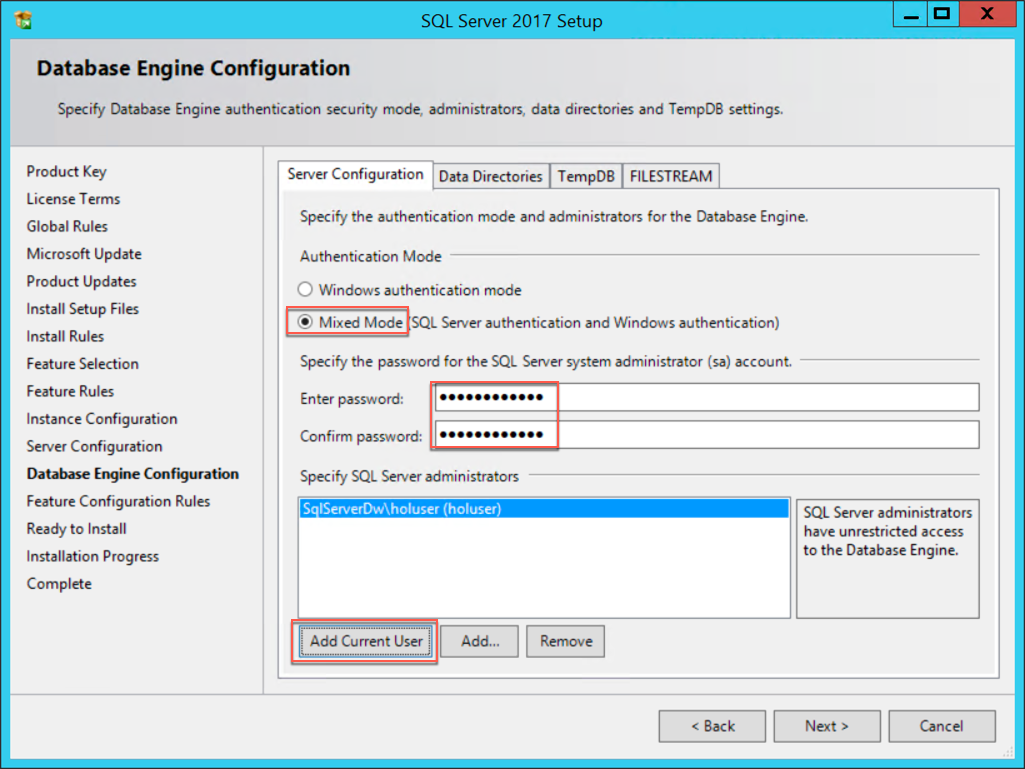 SQL Server 2017 Setup
Database Engine Configuration
Specify Database Engine authentication security mode, administrators, data directories and TempDB settings.
Product Key
License Terms
Global Rules
Microsoft Update
Product Updates
Install Setup Files
Install Rules
Feature Selection
Feature Rules
Instance Configuration
Server Configuration
Database Engine Configuration
Feature Configuration Rules
Ready to Install
Installation Progress
Complete
Server Configuration Data Directories TempDB FILESTREAM
Specify the authentication mode and administrators for the Database Engine.
Authentication Mode
Windows authentication mode
Mixed Mode (SQL Server authentication and Windows authentication)
Specify the password for the SQL Server system administrator (sa) account.
Enter password: ●●●●●●●●●●●●
Confirm password: ●●●●●●●●●●●●
Specify SQL Server administrators
SqlServerDw\holuser (holuser)
SQL Server administrators
have unrestricted access
to the Database Engine.
Add Current User Add... Remove
< Back Next > Cancel